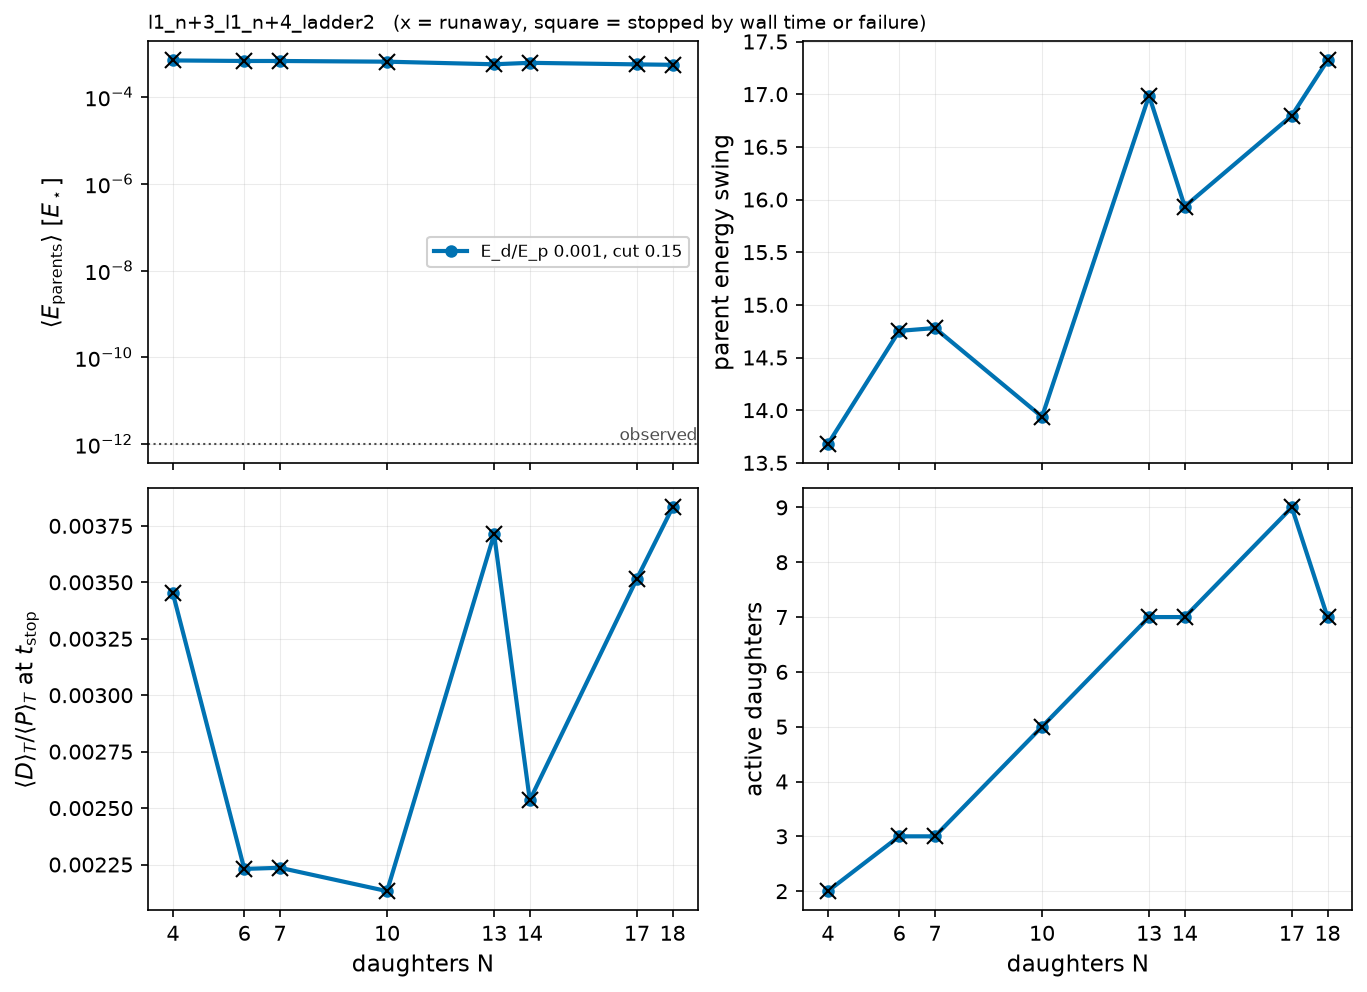 l1_n+3_l1_n+4_ladder2   (x = runaway, square = stopped by wall time or failure)
⟨E_parents⟩ [E_⋆]
10^−4
10^−6
10^−8
10^−10
10^−12
E_d/E_p 0.001, cut 0.15
observed
parent energy swing
17.5
17.0
16.5
16.0
15.5
15.0
14.5
14.0
13.5
⟨D⟩_T/⟨P⟩_T at t_stop
0.00375
0.00350
0.00325
0.00300
0.00275
0.00250
0.00225
4 6 7 10 13 14 17 18
daughters N
active daughters
9
8
7
6
5
4
3
2
4 6 7 10 13 14 17 18
daughters N